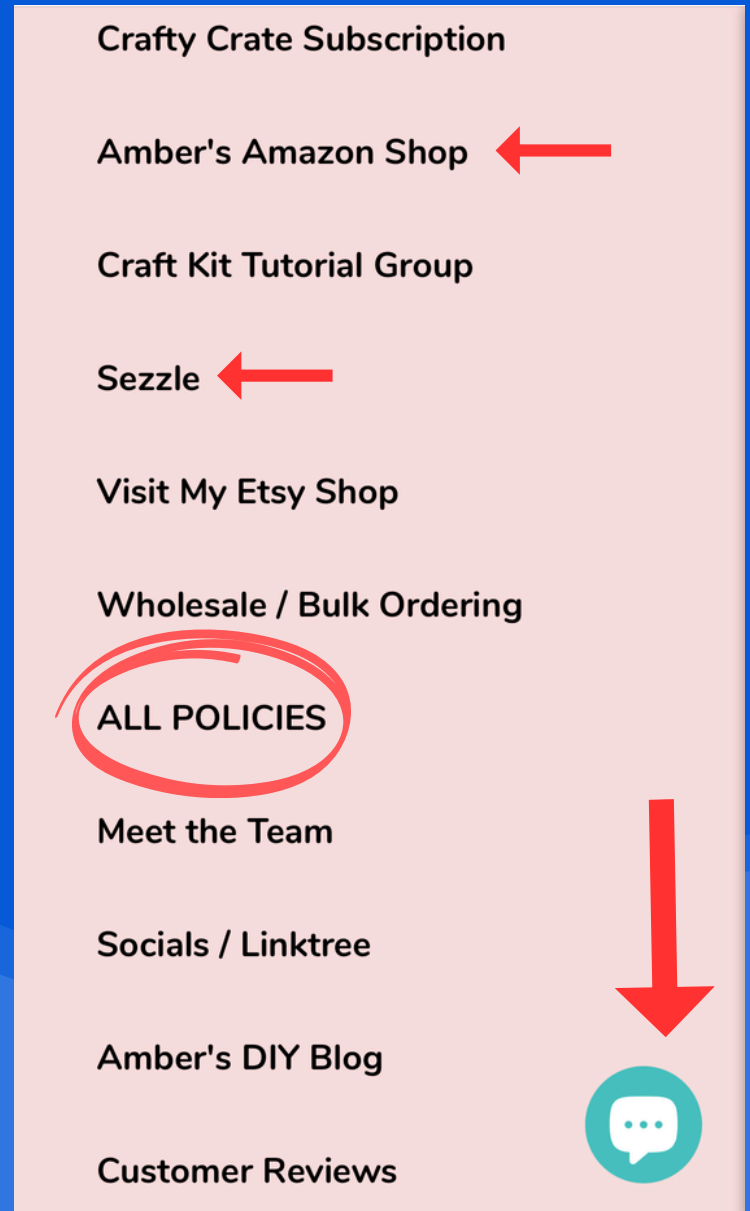 Crafty Crate Subscription
Amber's Amazon Shop
Craft Kit Tutorial Group
Sezzle
Visit My Etsy Shop
Wholesale / Bulk Ordering
ALL POLICIES
Meet the Team
Socials / Linktree
Amber's DIY Blog
Customer Reviews